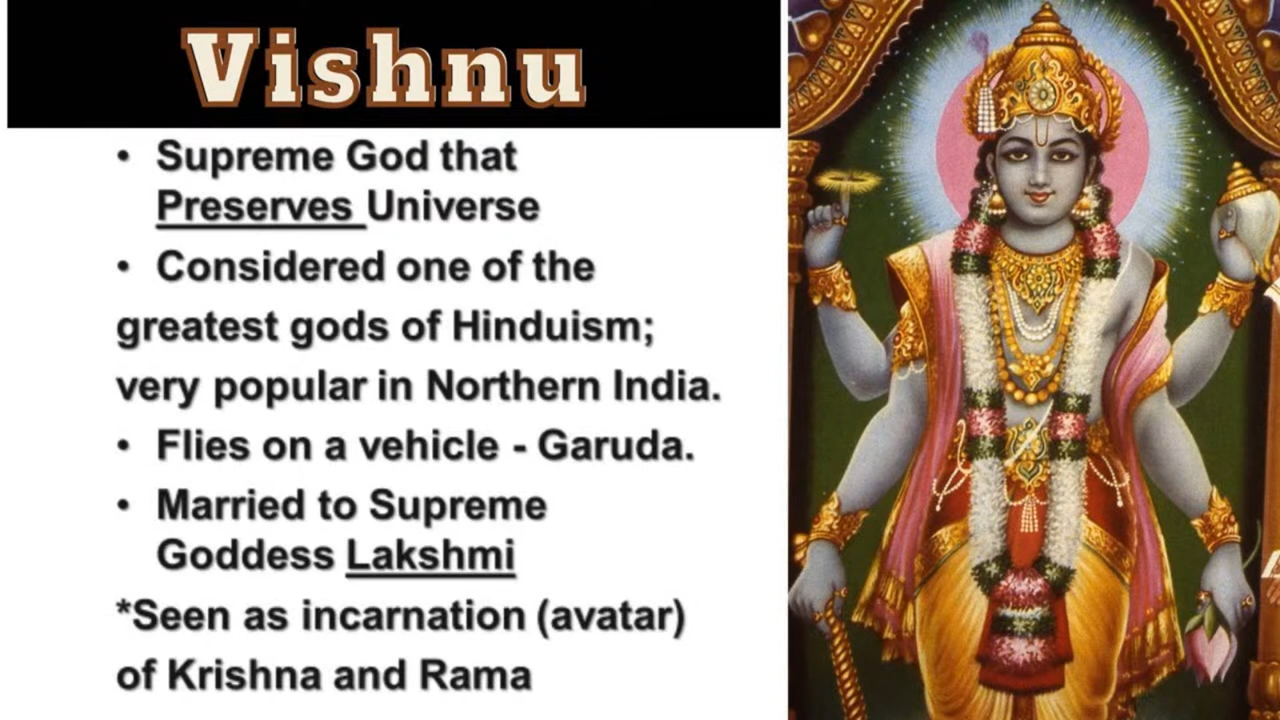 Vishnu
• Supreme God that
Preserves Universe
• Considered one of the
greatest gods of Hinduism;
very popular in Northern India.
• Flies on a vehicle - Garuda.
• Married to Supreme
Goddess Lakshmi
*Seen as incarnation (avatar)
of Krishna and Rama